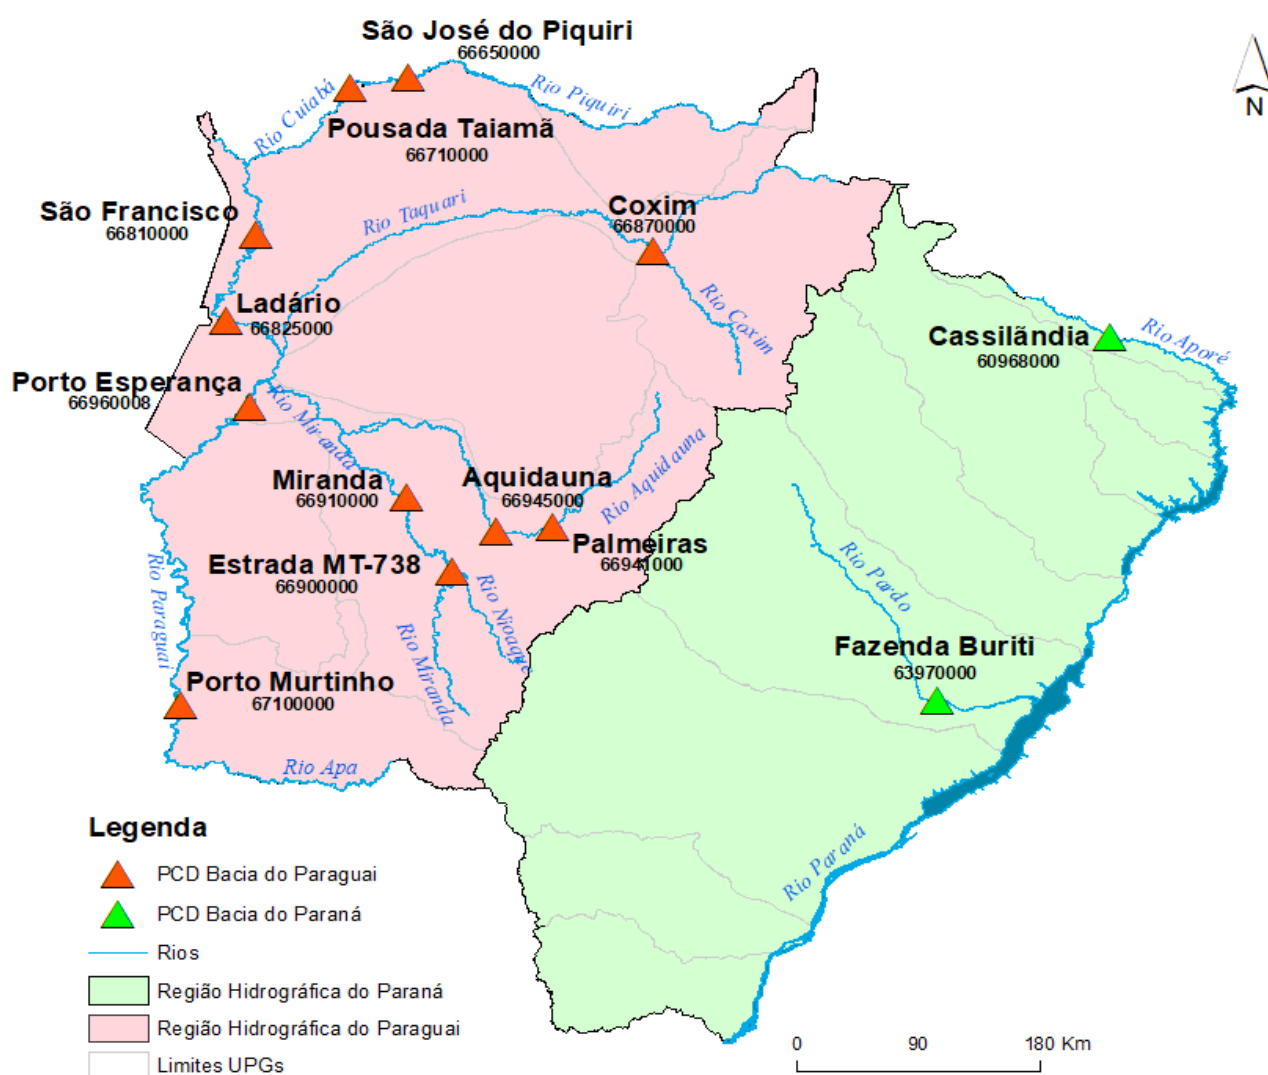 São José do Piquiri
66650000
Rio Cuiabá
Rio Piquiri
N
Pousada Taiamã
66710000
São Francisco
66810000
Rio Taquari
Coxim
66870000
Ladário
66825000
Rio Coxim
Cassilândia
60968000
Rio Aporé
Porto Esperança
66960008
Rio Miranda
Miranda
66910000
Aquidauna
66945000
Rio Aquidauna
Palmeiras
66941000
Estrada MT-738
66900000
Rio Nioaque
Rio Paraguai
Rio Miranda
Rio Pardo
Fazenda Buriti
63970000
Porto Murtinho
67100000
Rio Apa
Rio Paraná
Legenda
PCD Bacia do Paraguai
PCD Bacia do Paraná
Rios
Região Hidrográfica do Paraná
Região Hidrográfica do Paraguai
Limites UPGs
0 90 180 Km